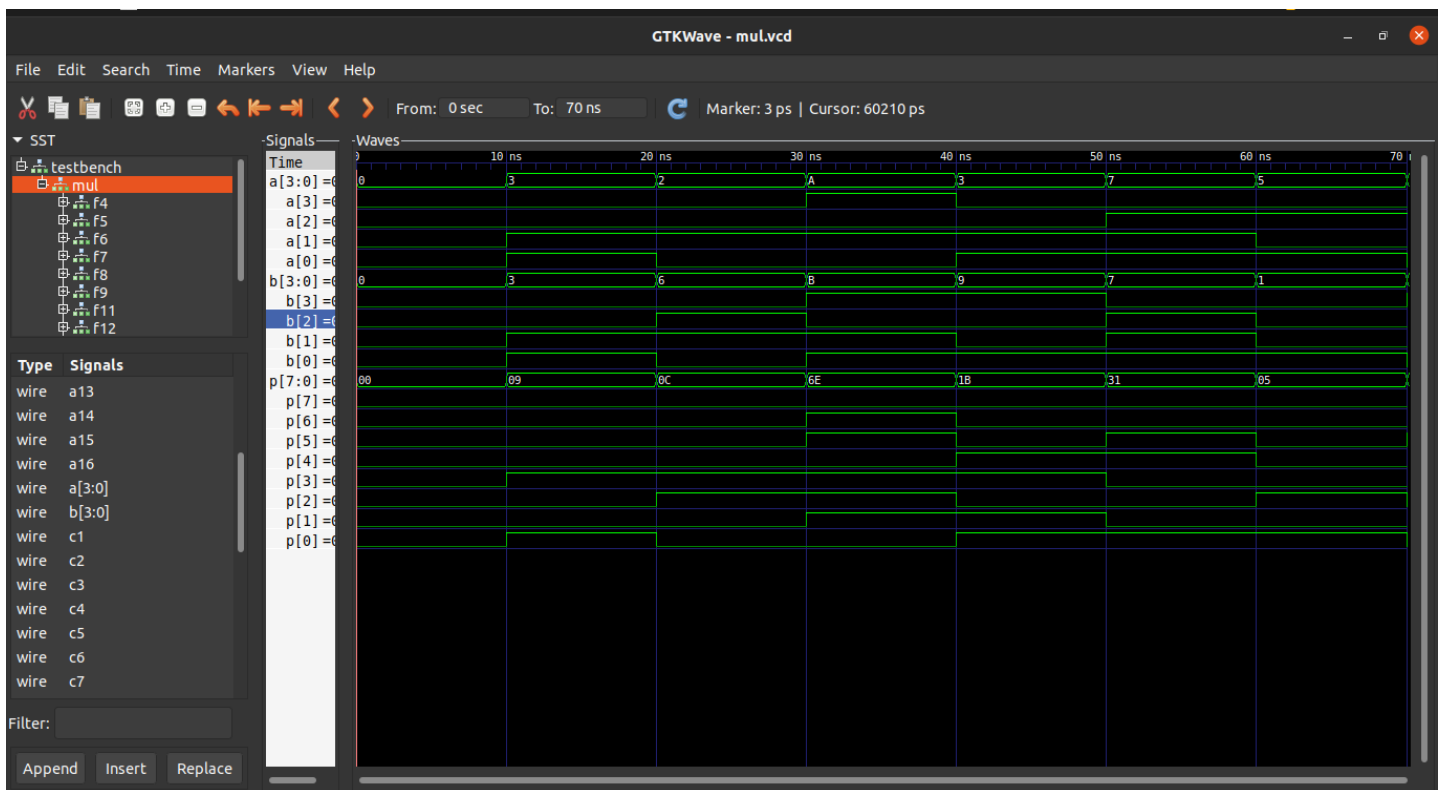 GTKWave - mul.vcd
File Edit Search Time Markers View Help
From: 0 sec To: 70 ns Marker: 3 ps | Cursor: 60210 ps
SST
testbench
mul
f4
f5
f6
f7
f8
f9
f11
f12
Type Signals
wire a13
wire a14
wire a15
wire a16
wire a[3:0]
wire b[3:0]
wire c1
wire c2
wire c3
wire c4
wire c5
wire c6
wire c7
Filter:
Append Insert Replace
Signals
Time
a[3:0] =
a[3] =
a[2] =
a[1] =
a[0] =
b[3:0] =
b[3] =
b[2] =
b[1] =
b[0] =
p[7:0] =
p[7] =
p[6] =
p[5] =
p[4] =
p[3] =
p[2] =
p[1] =
p[0] =
Waves
10 ns 20 ns 30 ns 40 ns 50 ns 60 ns 70
0 3 2 A 3 7 5
0 3 6 B 9 7 1
00 09 0C 6E 1B 31 05